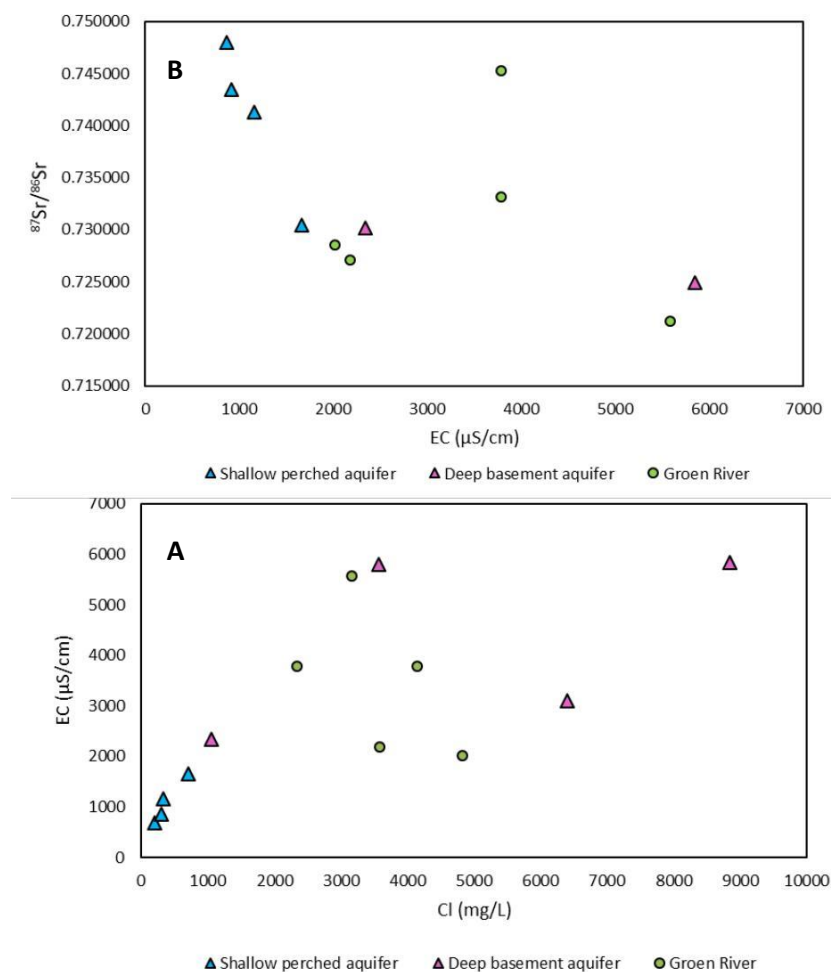 0.750000
B
0.745000
0.740000
0.735000
0.730000
0.725000
0.720000
0.715000
⁸⁷Sr/⁸⁶Sr
0 1000 2000 3000 4000 5000 6000 7000
EC (µS/cm)
Shallow perched aquifer Deep basement aquifer Groen River
7000
A
6000
5000
4000
3000
2000
1000
0
EC (µS/cm)
0 1000 2000 3000 4000 5000 6000 7000 8000 9000 10000
Cl (mg/L)
Shallow perched aquifer Deep basement aquifer Groen River